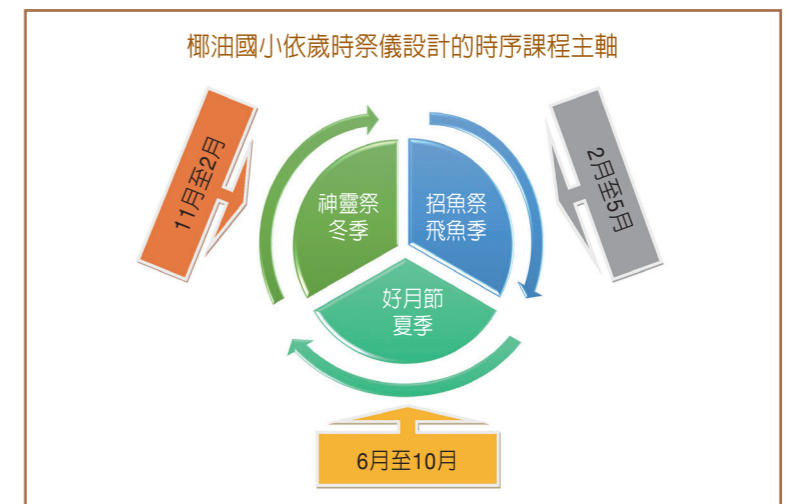 椰油國小依歲時祭儀設計的時序課程主軸
11月至2月
2月至5月
神靈祭
冬季
招魚祭
飛魚季
好月節
夏季
6月至10月